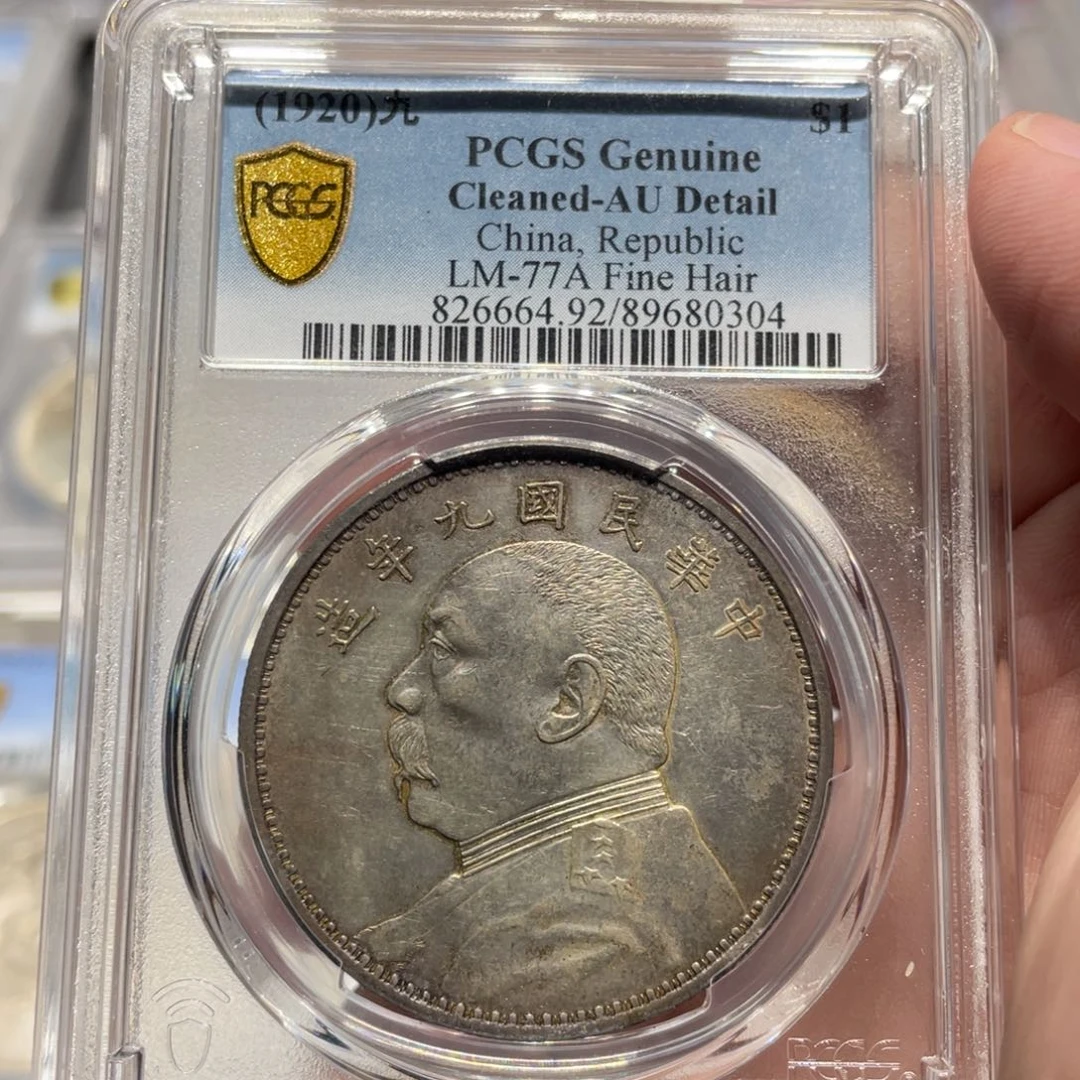 (1920)九 $1
PCGS Genuine
PCGS
Cleaned-AU Detail
China, Republic
LM-77A Fine Hair
826664.92/89680304
造年九國民華中
PCGS